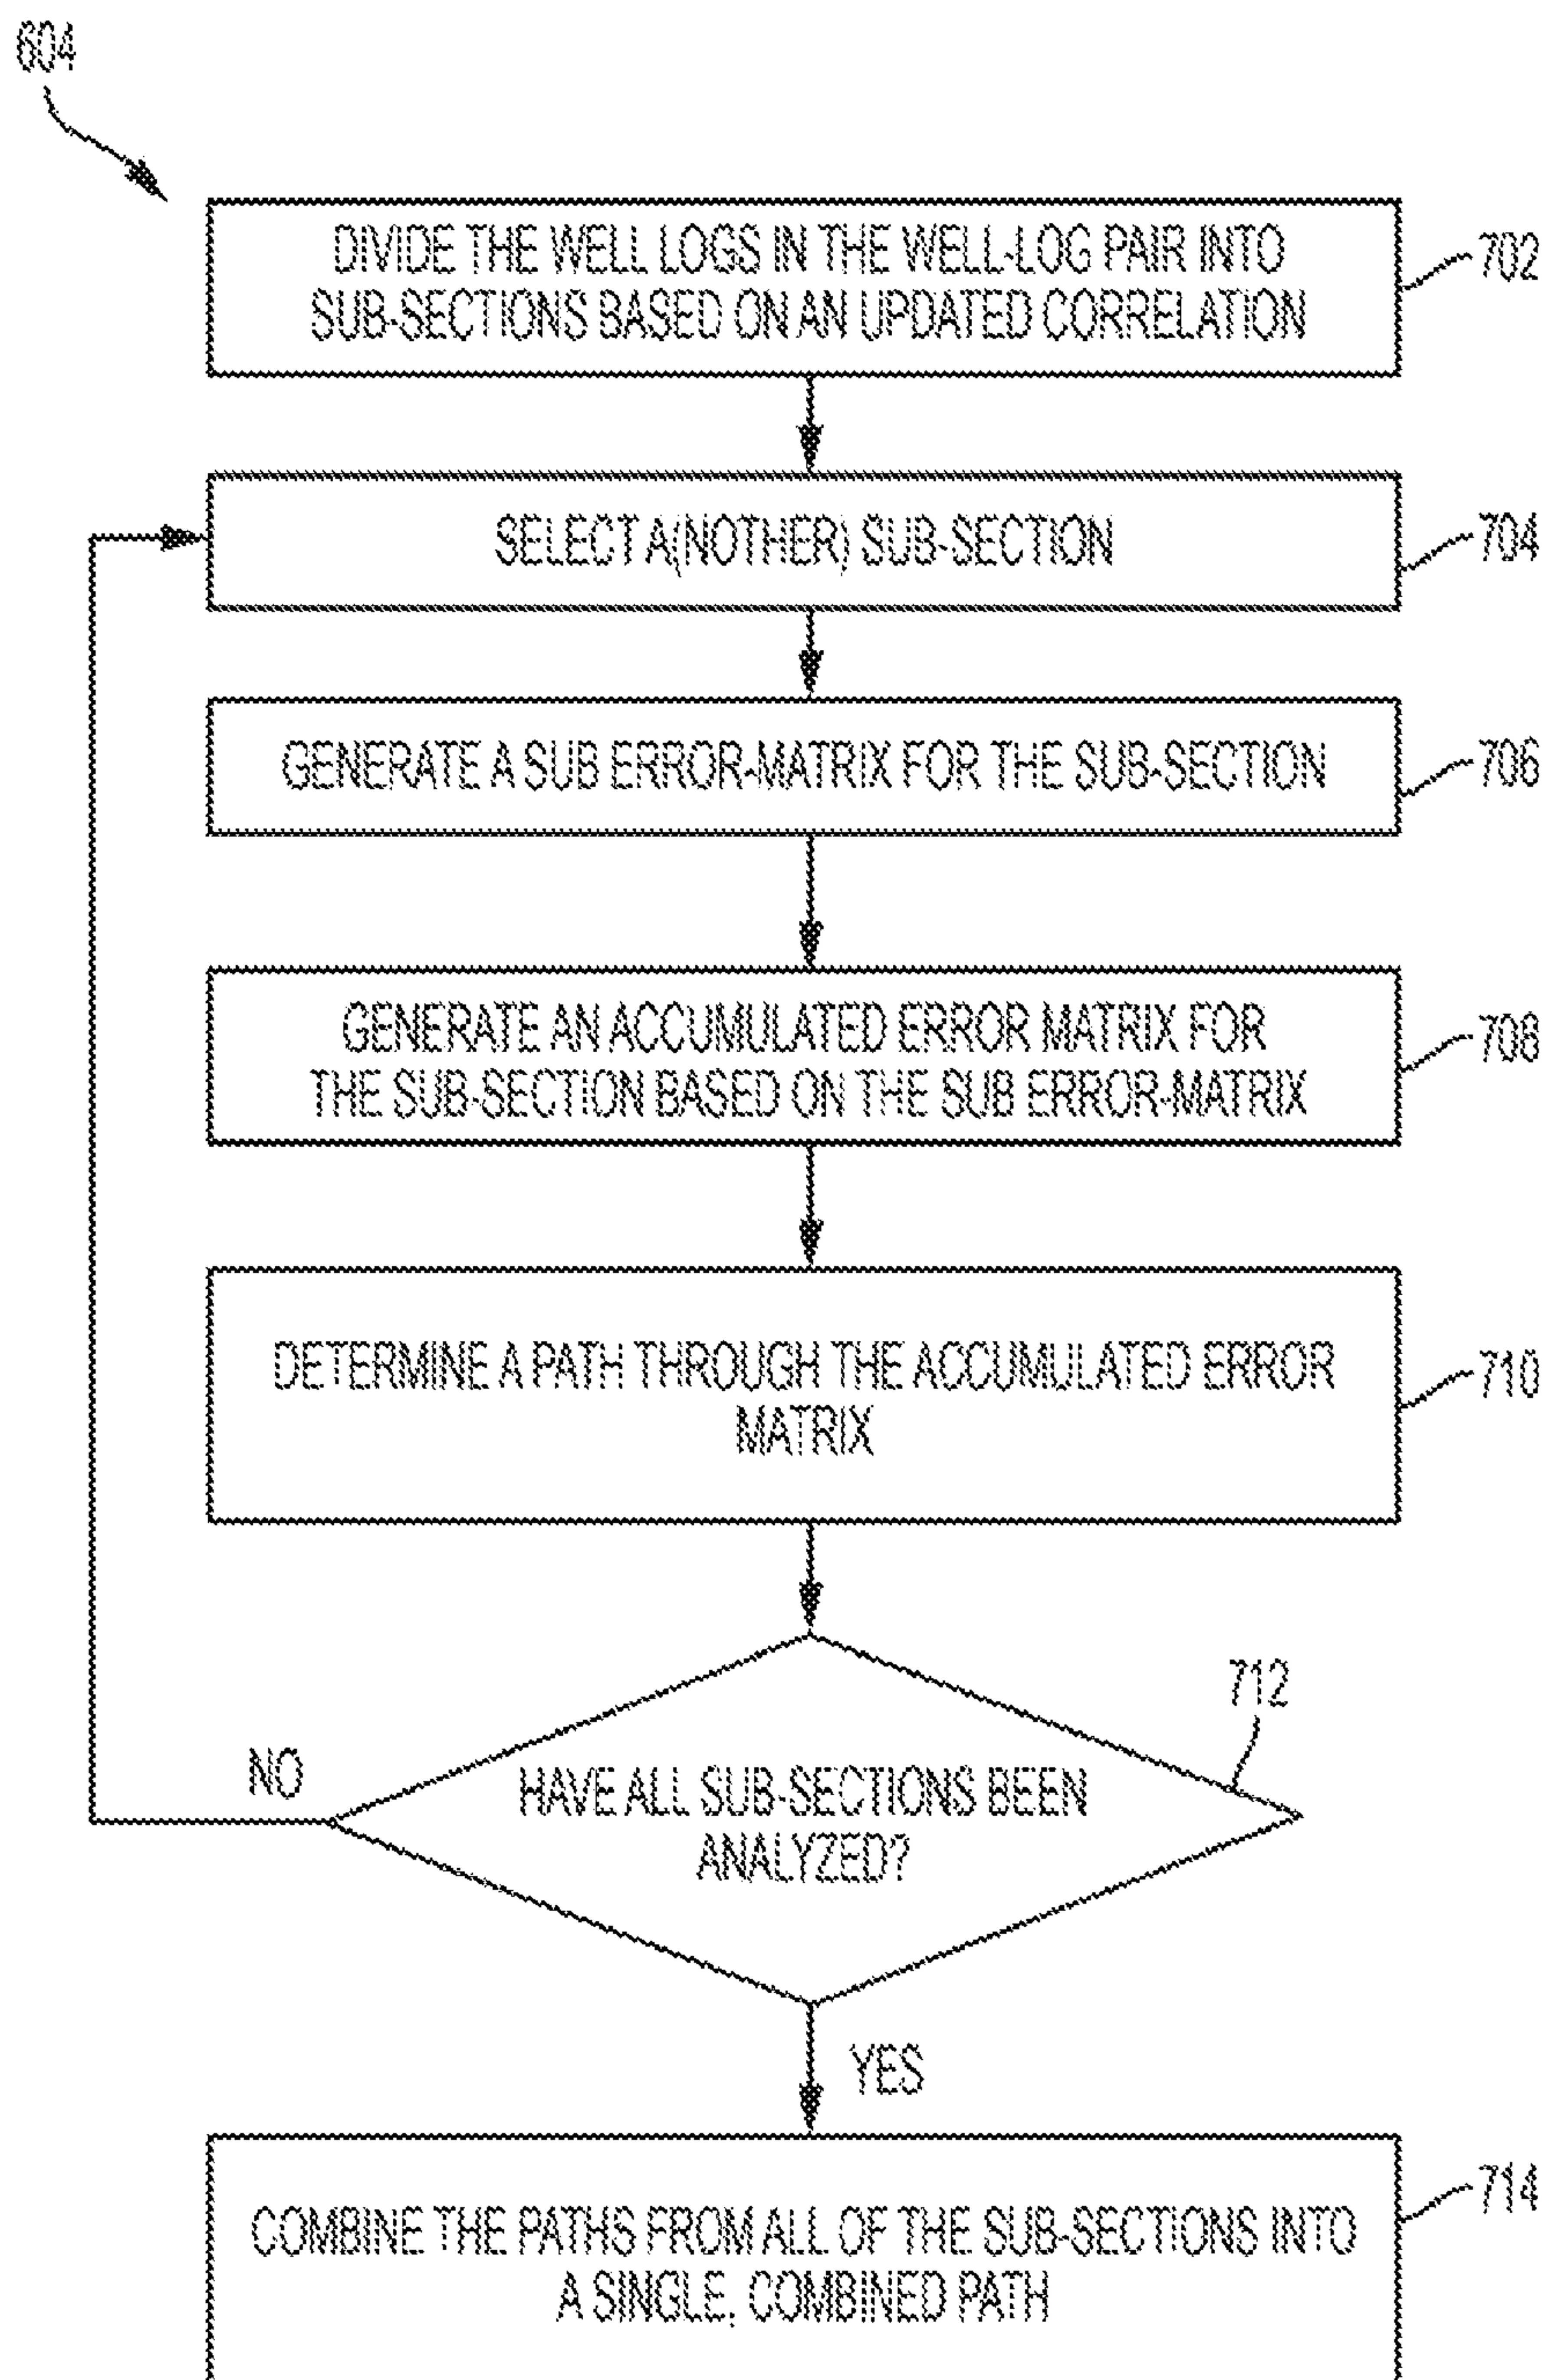 604
DIVIDE THE WELL LOGS IN THE WELL-LOG PAIR INTO
SUB-SECTIONS BASED ON AN UPDATED CORRELATION
702
SELECT A(NOTHER) SUB-SECTION
704
GENERATE A SUB ERROR-MATRIX FOR THE SUB-SECTION
706
GENERATE AN ACCUMULATED ERROR MATRIX FOR
THE SUB-SECTION BASED ON THE SUB ERROR-MATRIX
708
DETERMINE A PATH THROUGH THE ACCUMULATED ERROR
MATRIX
710
712
NO
HAVE ALL SUB-SECTIONS BEEN
ANALYZED?
YES
COMBINE THE PATHS FROM ALL OF THE SUB-SECTIONS INTO
A SINGLE, COMBINED PATH
714